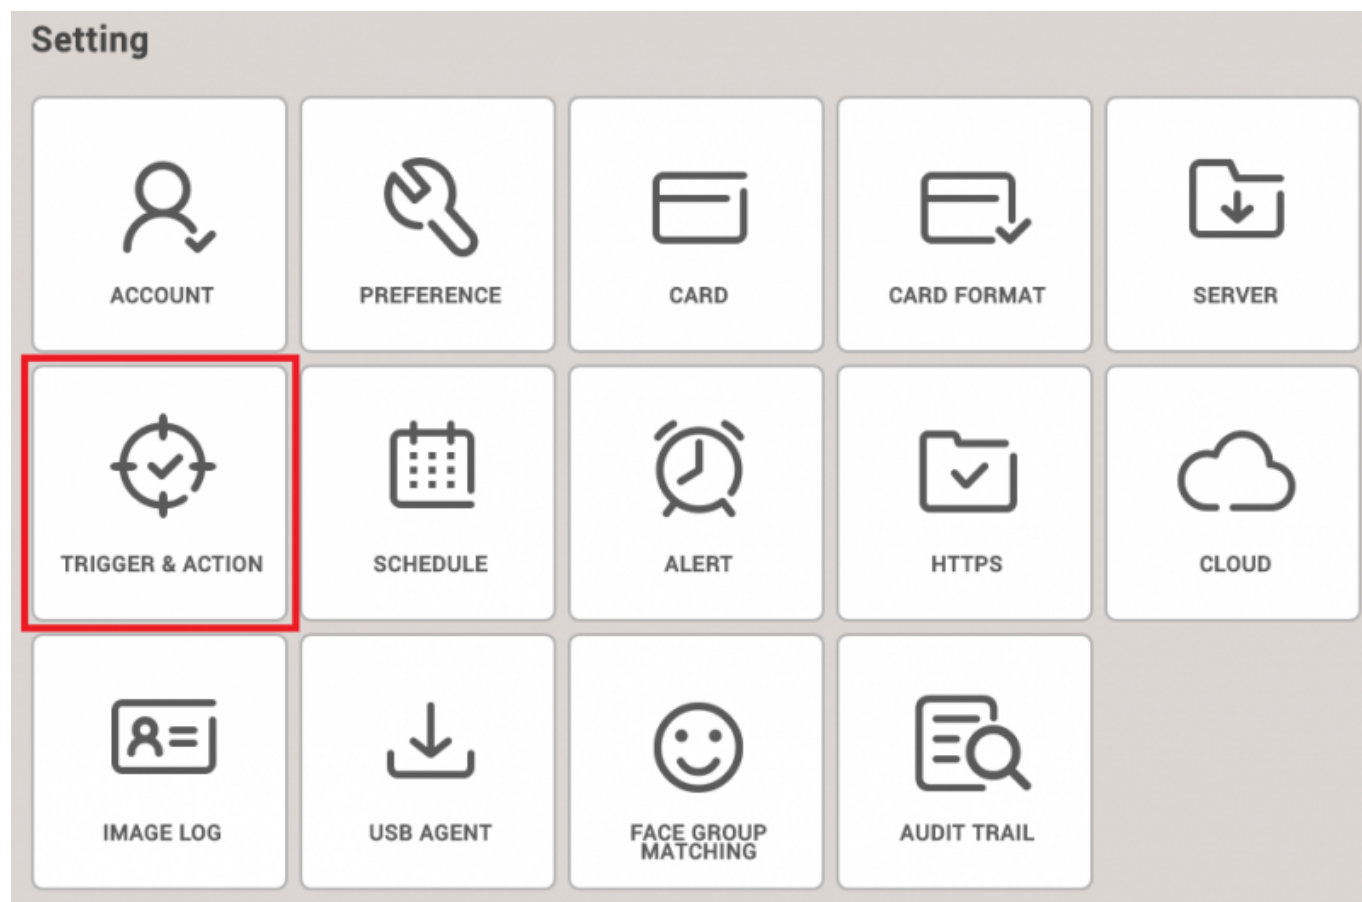 Setting
ACCOUNT
PREFERENCE
CARD
CARD FORMAT
SERVER
TRIGGER & ACTION
SCHEDULE
ALERT
HTTPS
CLOUD
IMAGE LOG
USB AGENT
FACE GROUP
MATCHING
AUDIT TRAIL